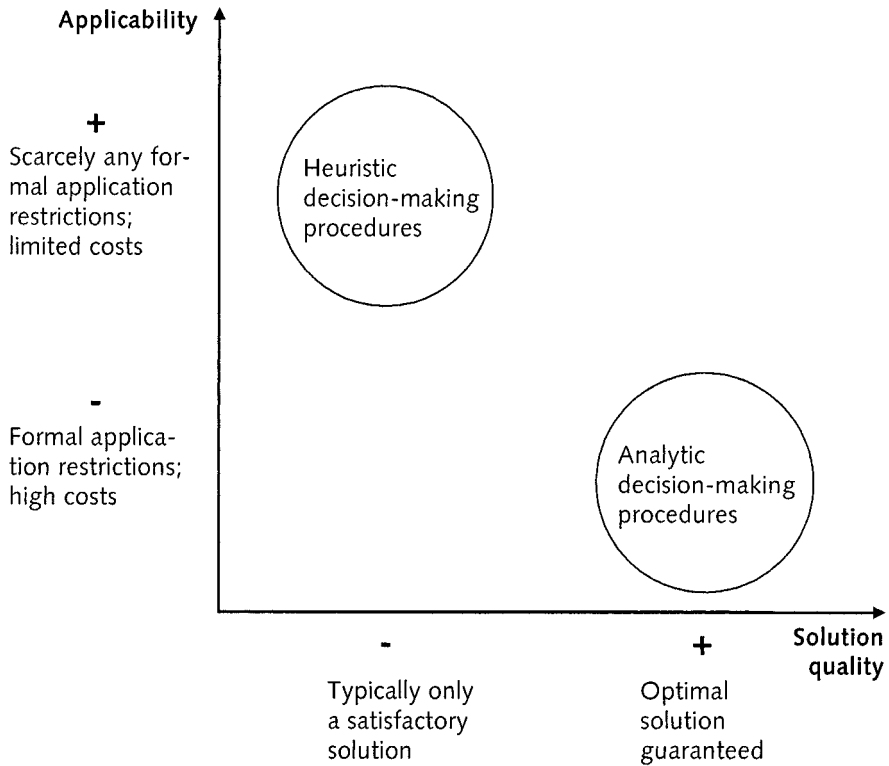 Applicability
+
Scarcely any for-
mal application
restrictions;
limited costs
Heuristic
decision-making
procedures
-
Formal applica-
tion restrictions;
high costs
Analytic
decision-making
procedures
-
Typically only
a satisfactory
solution
+
Optimal
solution
guaranteed
Solution
quality